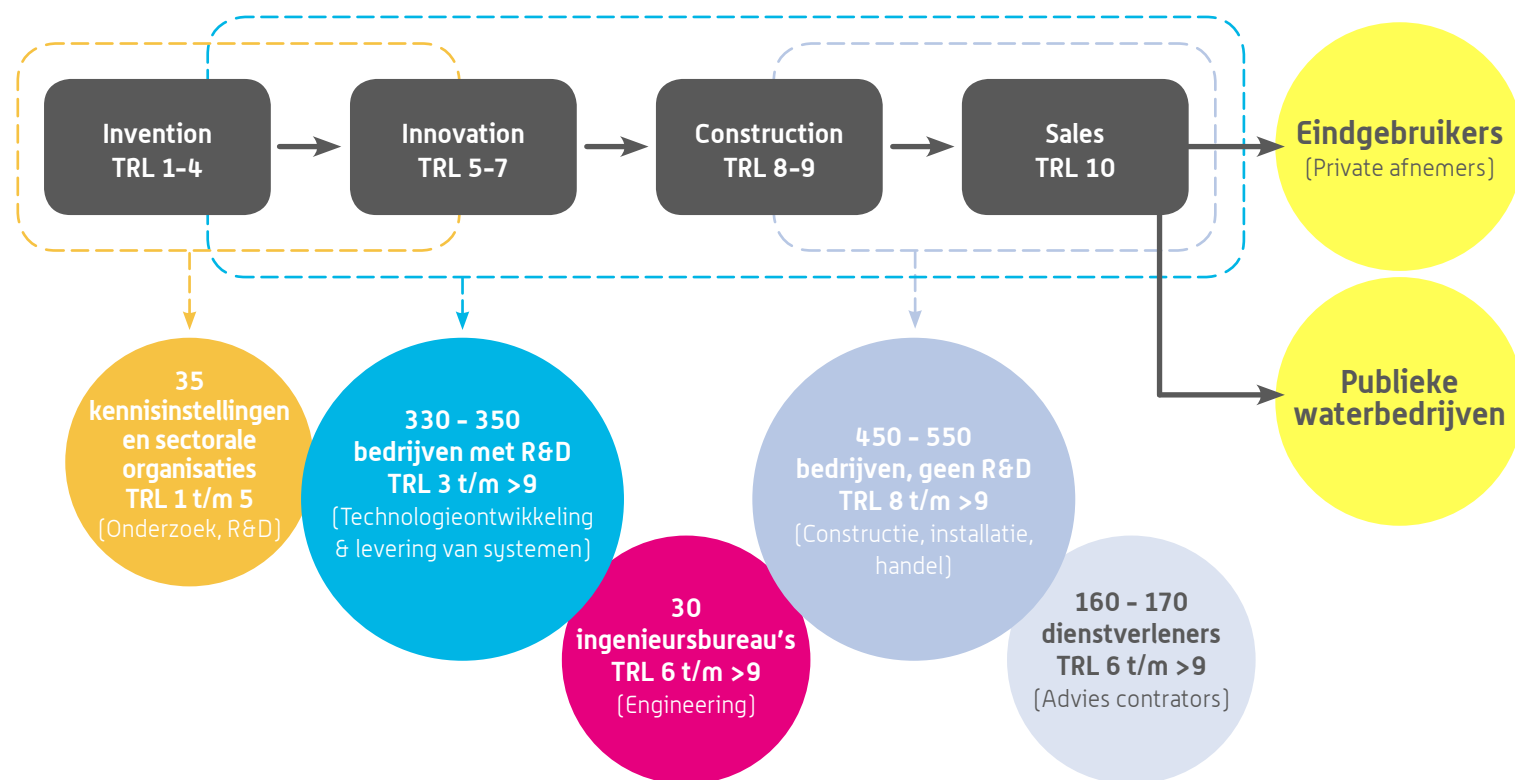 Invention
TRL 1-4
Innovation
TRL 5-7
Construction
TRL 8-9
Sales
TRL 10
Eindgebruikers
(Private afnemers)
Publieke
waterbedrijven
35
kennisinstellingen
en sectorale
organisaties
TRL 1 t/m 5
(Onderzoek, R&D)
330 - 350
bedrijven met R&D
TRL 3 t/m >9
(Technologieontwikkeling
& levering van systemen)
30
ingenieursbureau's
TRL 6 t/m >9
(Engineering)
450 - 550
bedrijven, geen R&D
TRL 8 t/m >9
(Constructie, installatie,
handel)
160 - 170
dienstverleners
TRL 6 t/m >9
(Advies contrators)